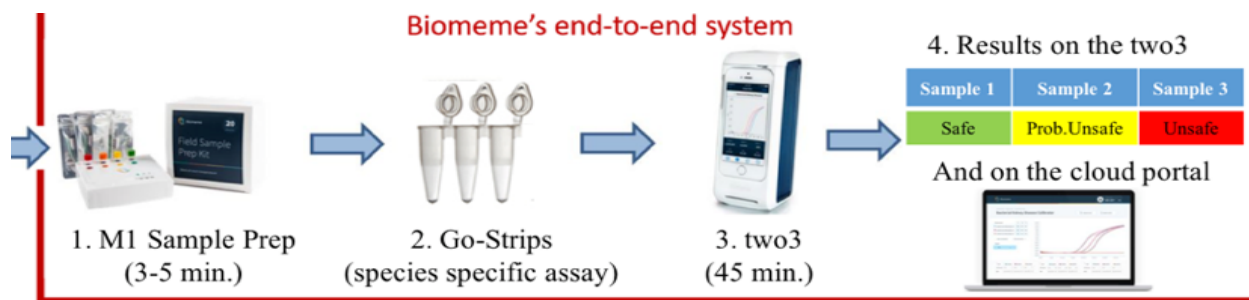 Biomeme's end-to-end system
20
Field Sample
Prep Kit
1. M1 Sample Prep
(3-5 min.)
2. Go-Strips
(species specific assay)
3. two3
(45 min.)
4. Results on the two3
Sample 1 Sample 2 Sample 3
Safe Prob.Unsafe Unsafe
And on the cloud portal